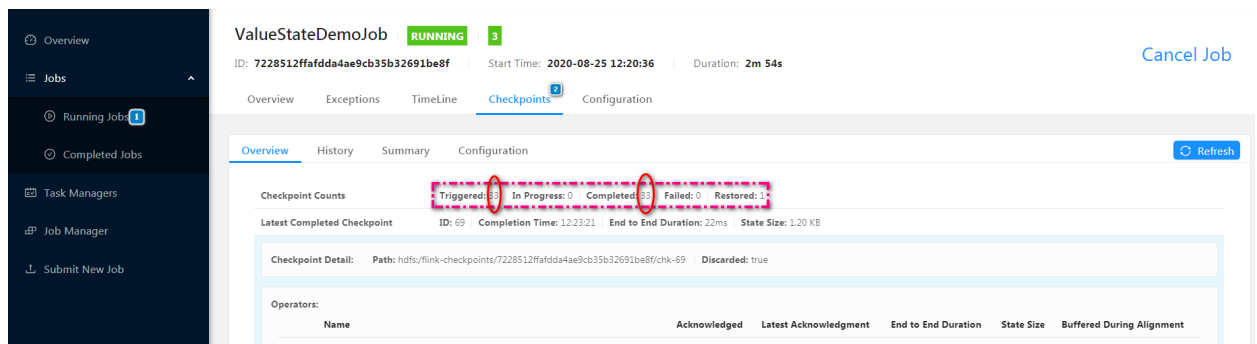 Overview
Jobs
Running Jobs 1
Completed Jobs
Task Managers
Job Manager
Submit New Job
ValueStateDemoJob RUNNING 3
ID: 7228512ffafdda4ae9cb35b32691be8f Start Time: 2020-08-25 12:20:36 Duration: 2m 54s
Cancel Job
Overview Exceptions TimeLine Checkpoints 2 Configuration
Overview History Summary Configuration
Refresh
Checkpoint Counts Triggered: 33 In Progress: 0 Completed: 33 Failed: 0 Restored: 1
Latest Completed Checkpoint ID: 69 Completion Time: 12:23:21 End to End Duration: 22ms State Size: 1.20 KB
Checkpoint Detail: Path: hdfs:/flink-checkpoints/7228512ffafdda4ae9cb35b32691be8f/chk-69 Discarded: true
Operators:
Name Acknowledged Latest Acknowledgment End to End Duration State Size Buffered During Alignment